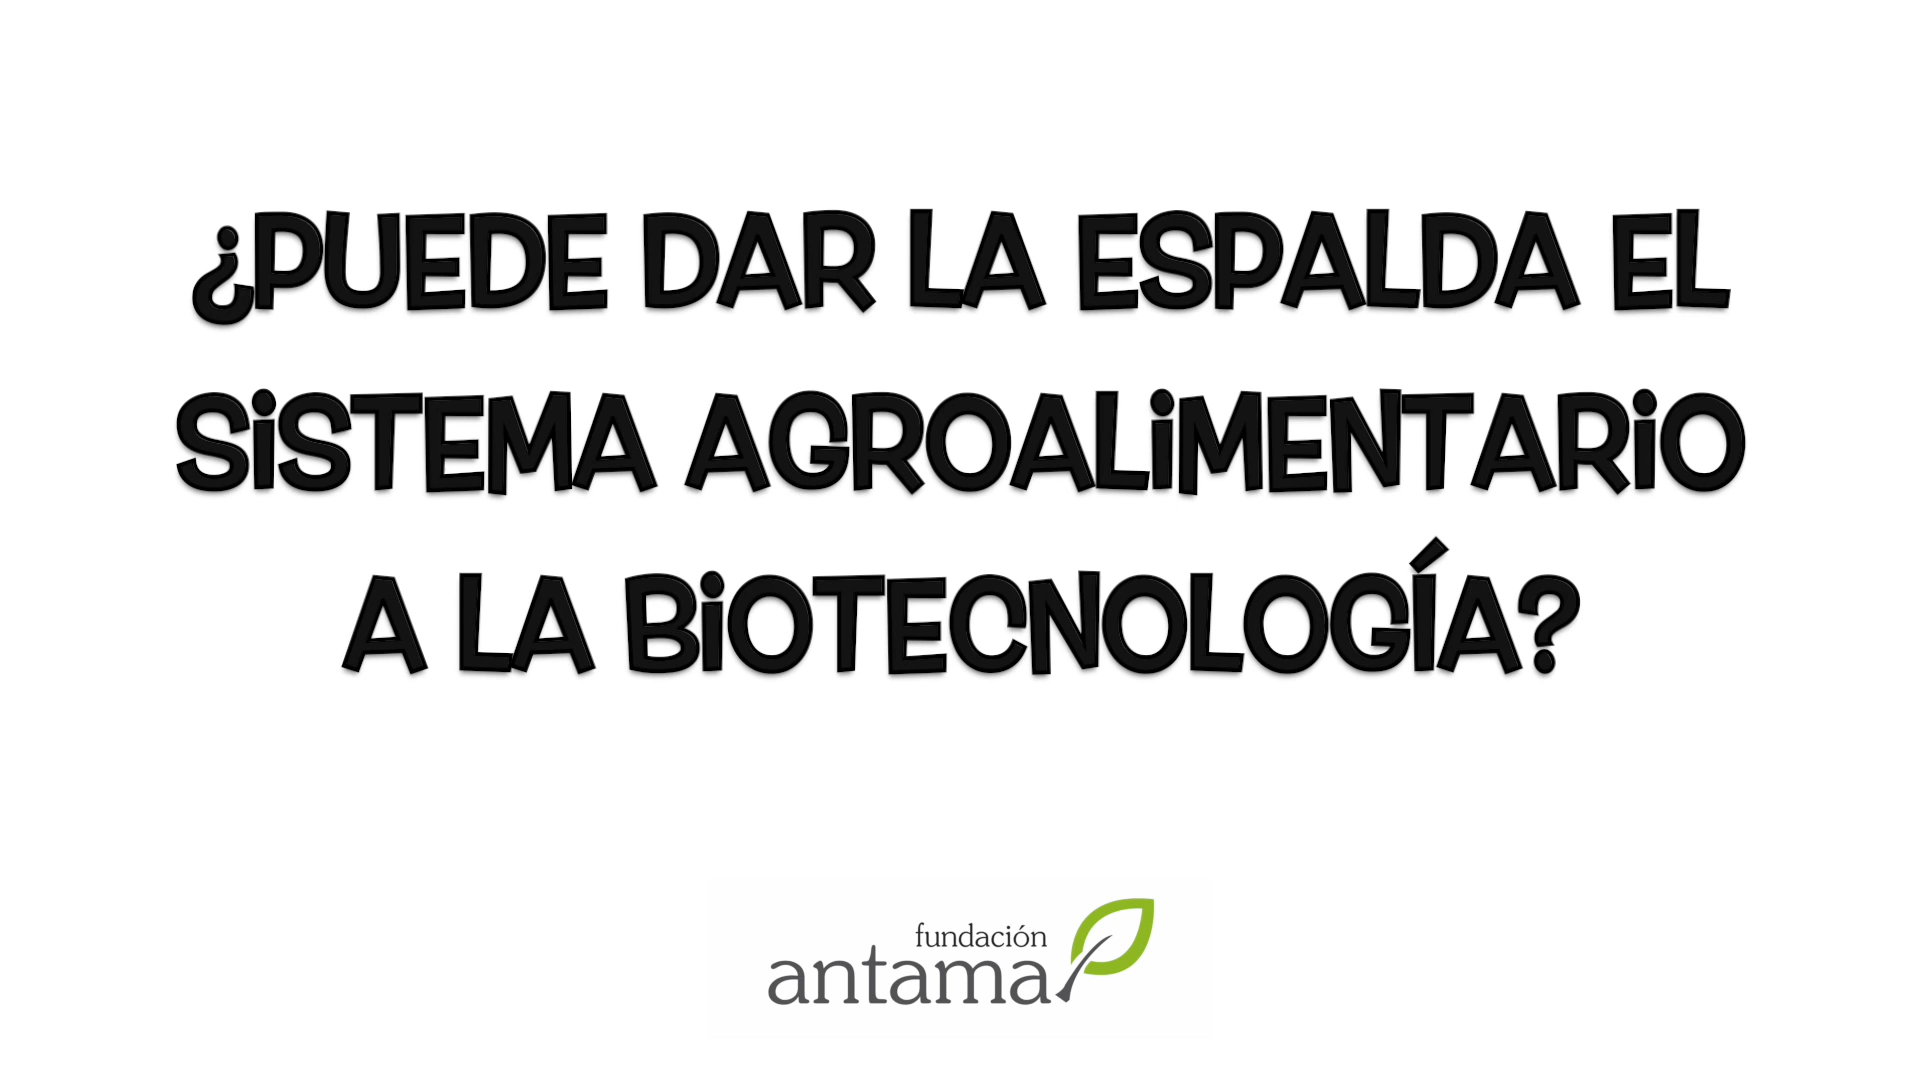 ¿PUEDE DAR LA ESPALDA EL
SiSTEMA AGROALiMENTARiO
A LA BiOTECNOLOGÍA?
fundación
antama